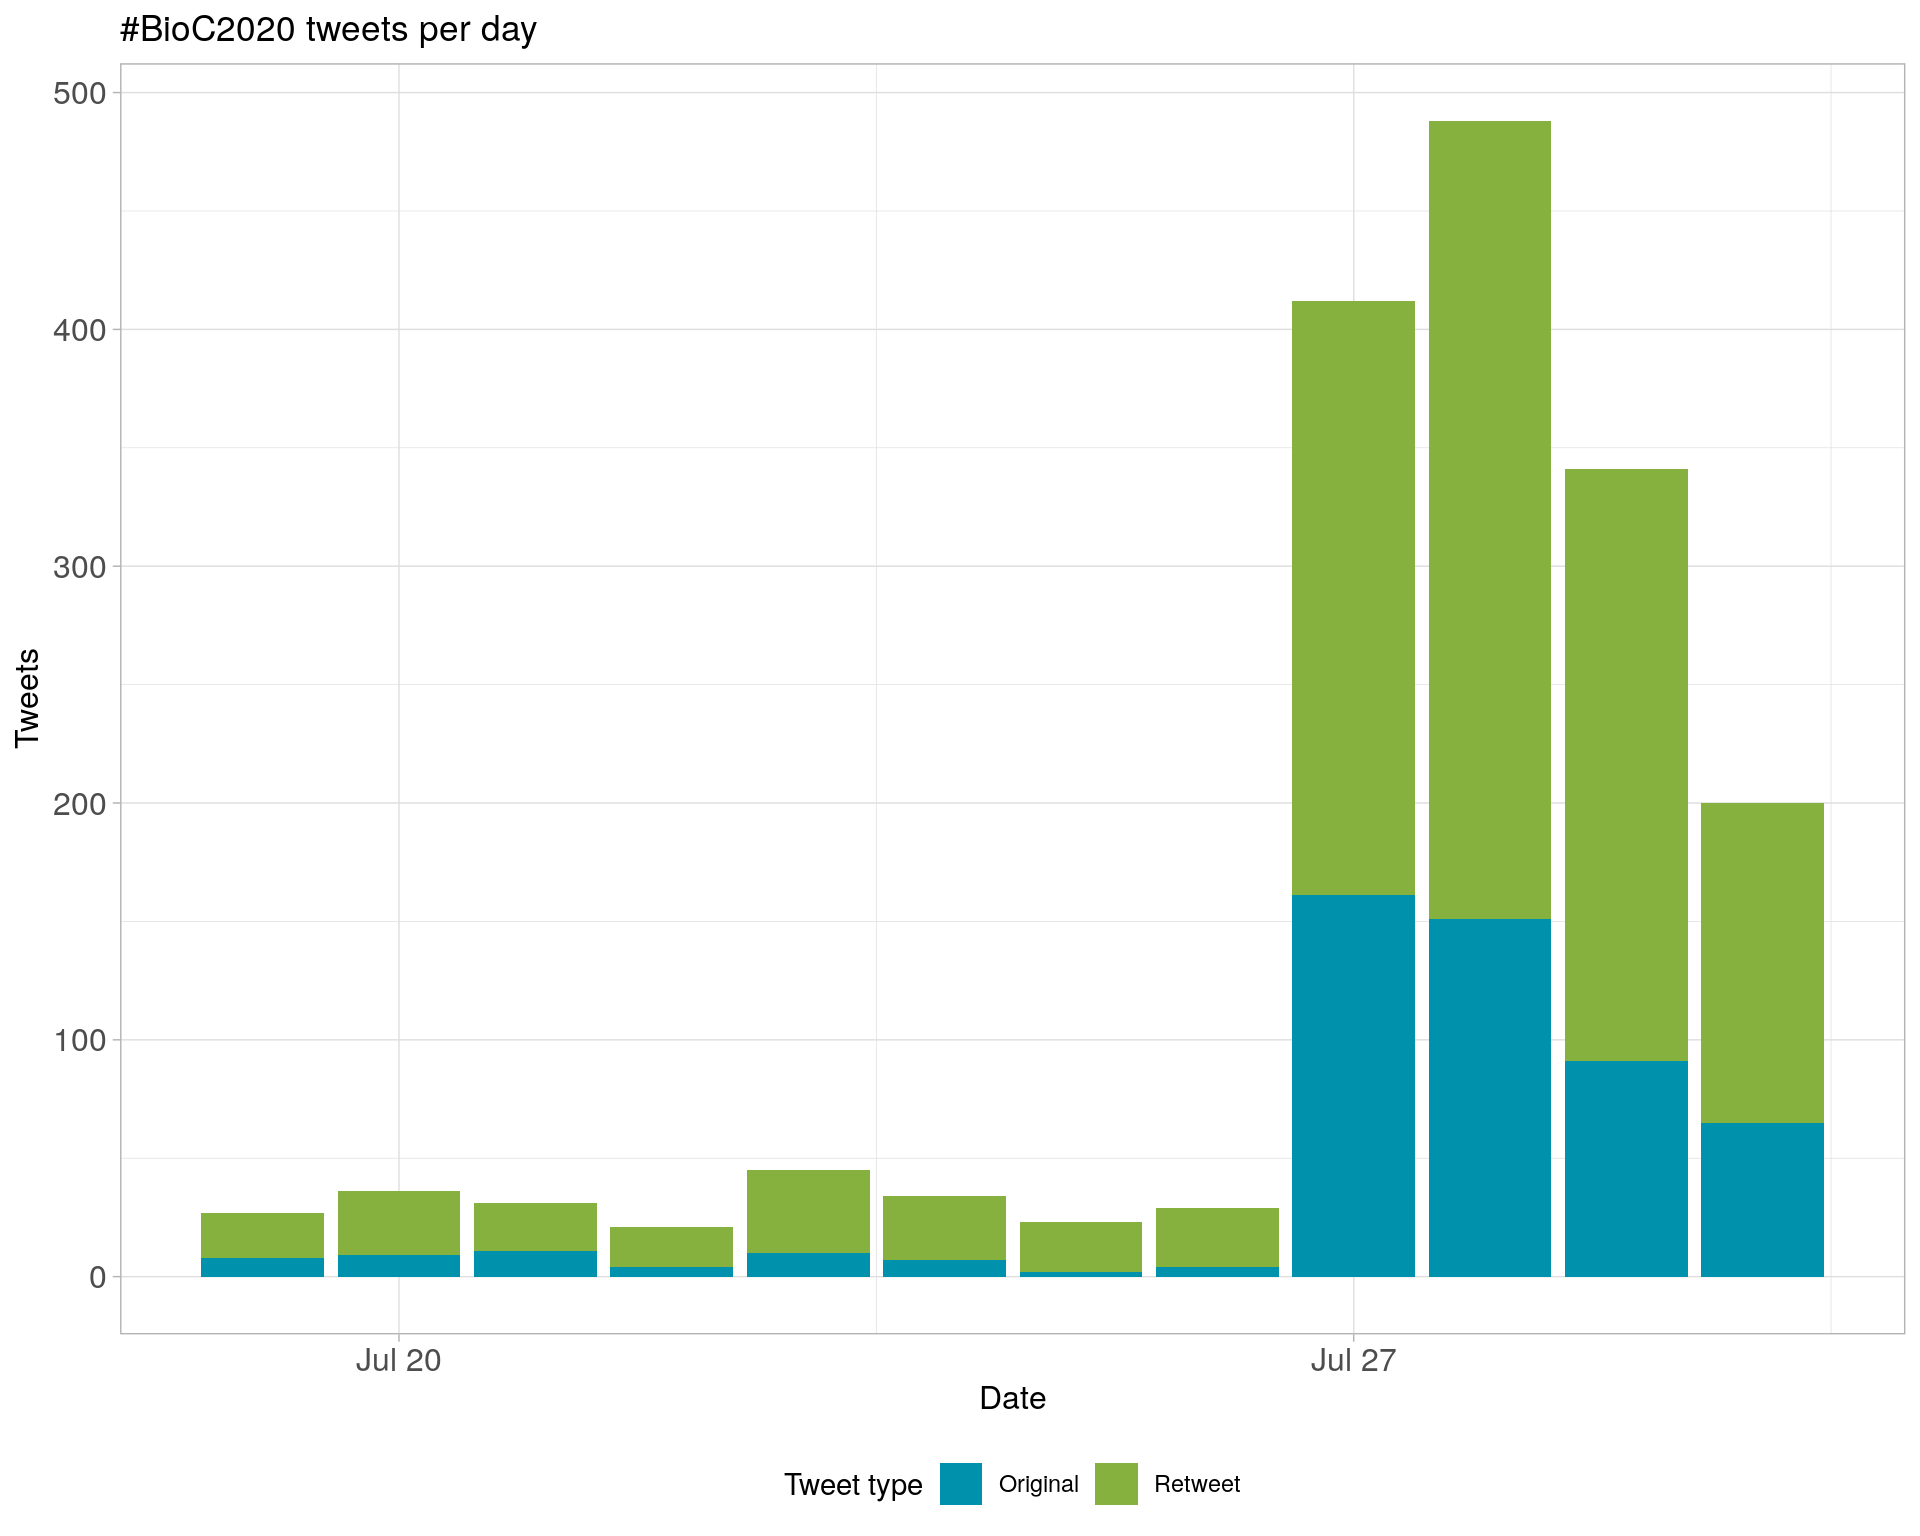 #BioC2020 tweets per day
500
400
300
200
100
0
Tweets
Jul 20 Jul 27
Date
Tweet type Original Retweet